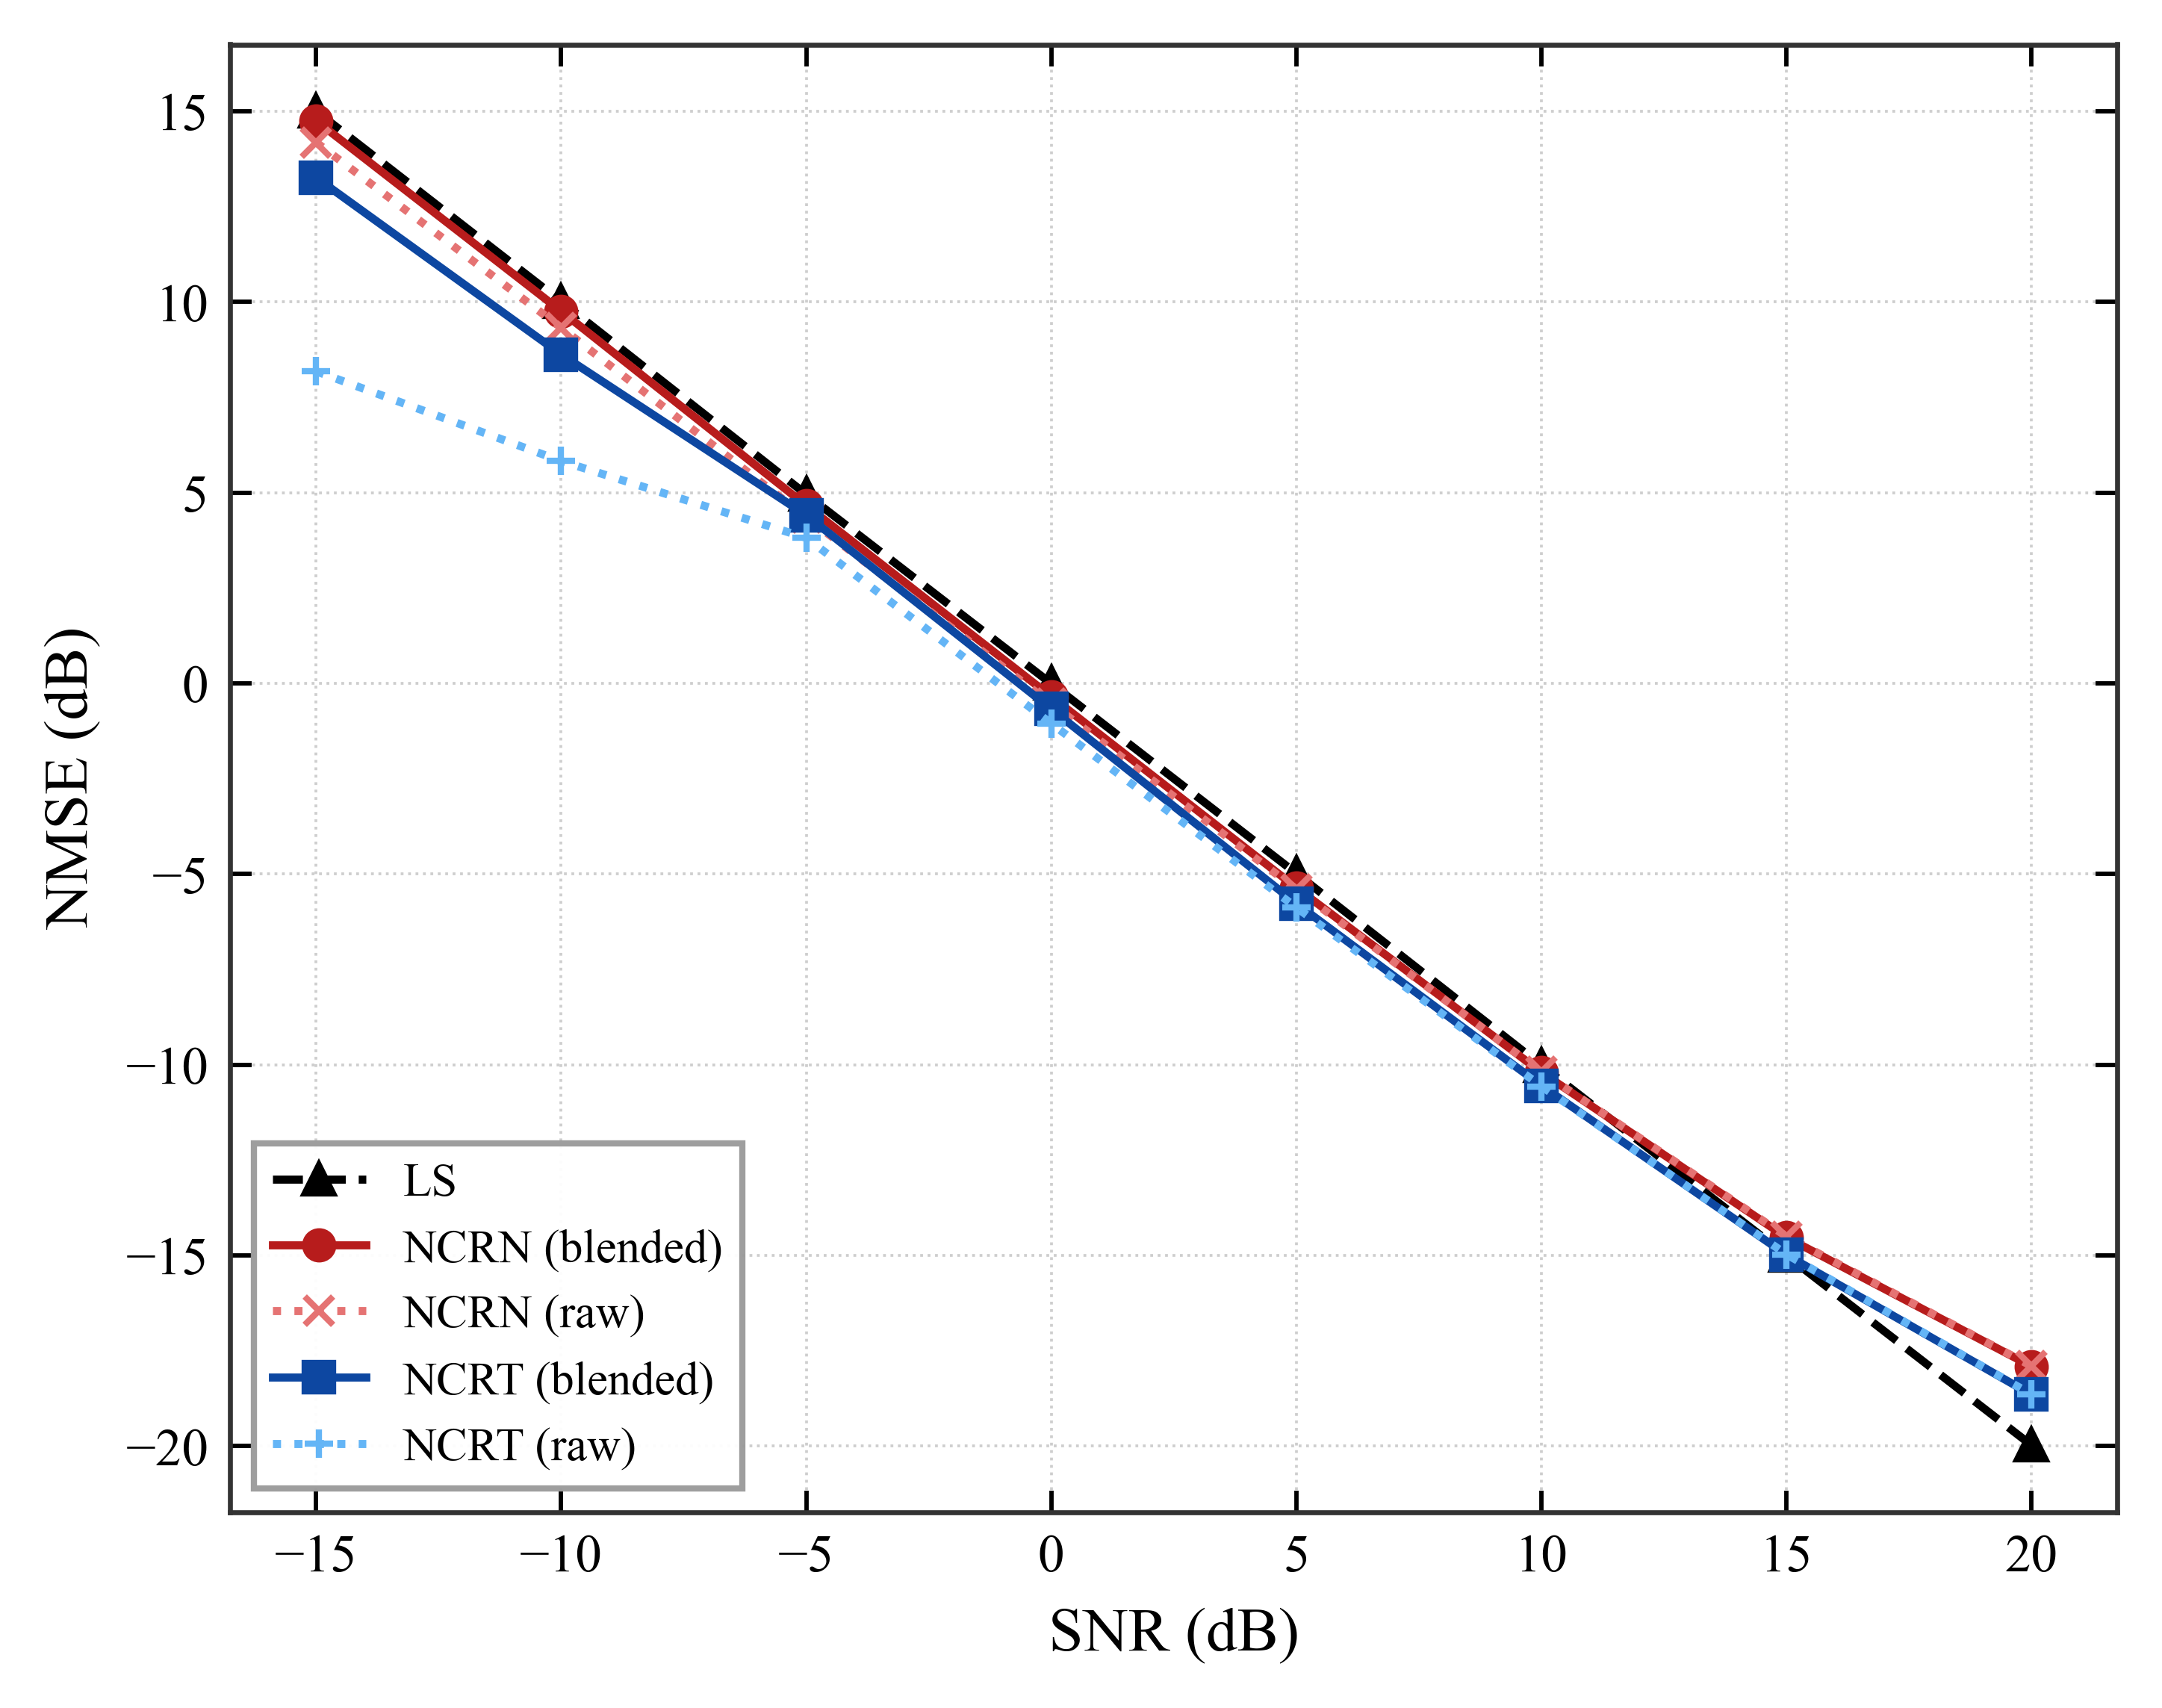 15
10
5
0
−5
−10
−15
−20
NMSE (dB)
LS
NCRN (blended)
NCRN (raw)
NCRT (blended)
NCRT (raw)
−15 −10 −5 0 5 10 15 20
SNR (dB)